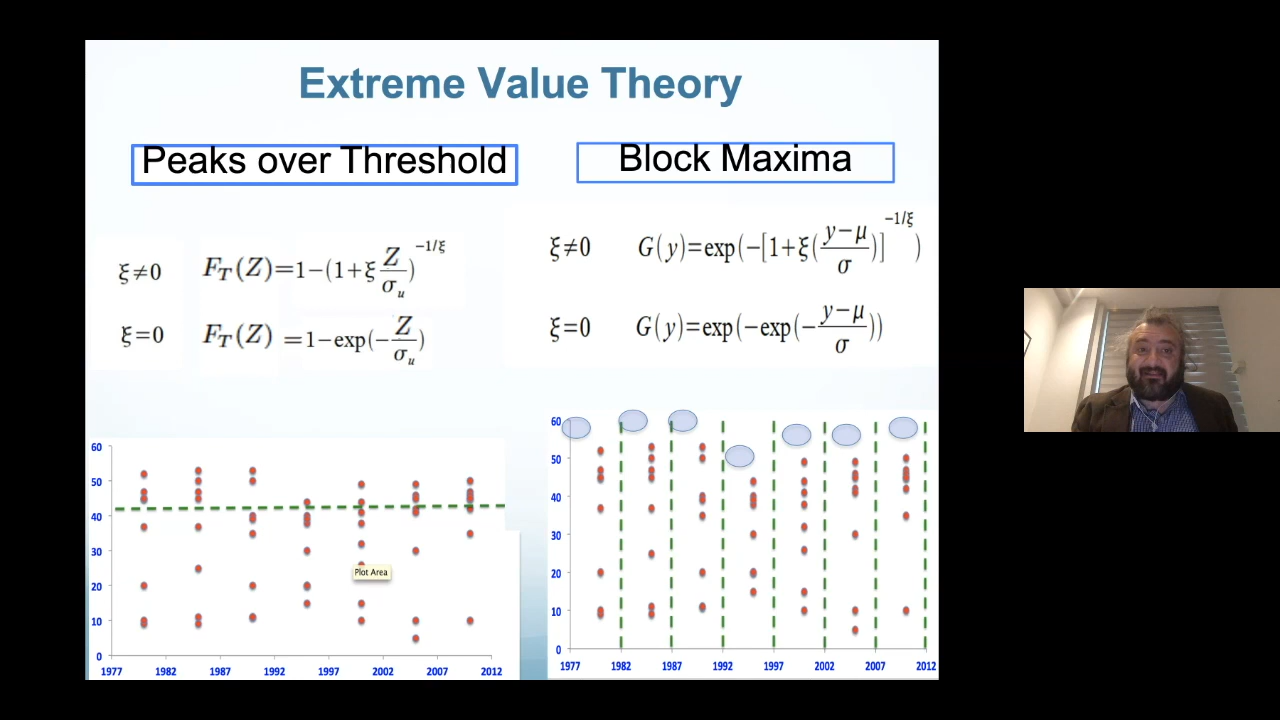 Extreme Value Theory
Peaks over Threshold
ξ≠0 F_T(Z)=1−(1+ξ Z/σ_u)^−1/ξ
ξ=0 F_T(Z)=1−exp(−Z/σ_u)
Block Maxima
ξ≠0 G(y)=exp(−[1+ξ(y−μ/σ)]^−1/ξ)
ξ=0 G(y)=exp(−exp(−y−μ/σ))
60
50
40
30
20
10
0
Plot Area
1977 1982 1987 1992 1997 2002 2007 2012
60
50
40
30
20
10
0
1977 1982 1987 1992 1997 2002 2007 2012